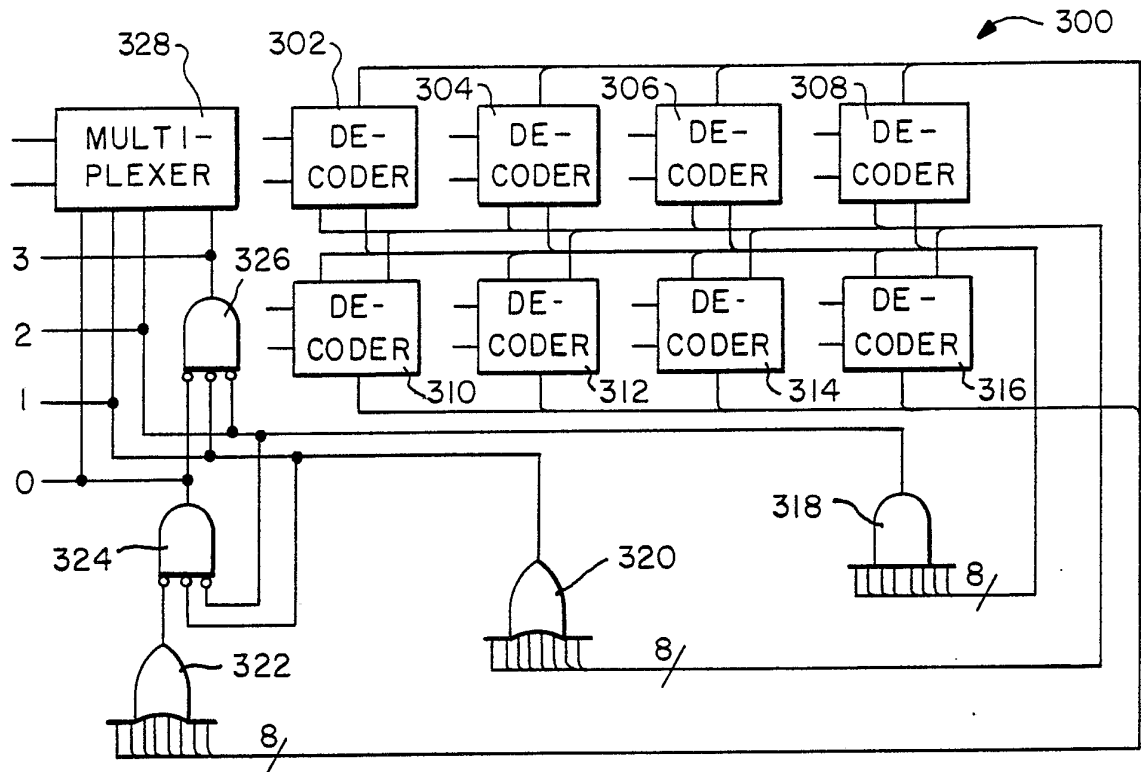 300
328
302
304
306
308
MULTI-
PLEXER
DE-
CODER
DE-
CODER
DE-
CODER
DE-
CODER
3
326
2
DE-
CODER
DE-
CODER
DE-
CODER
DE-
CODER
310
312
314
316
1
0
318
324
320
8
8
322
8